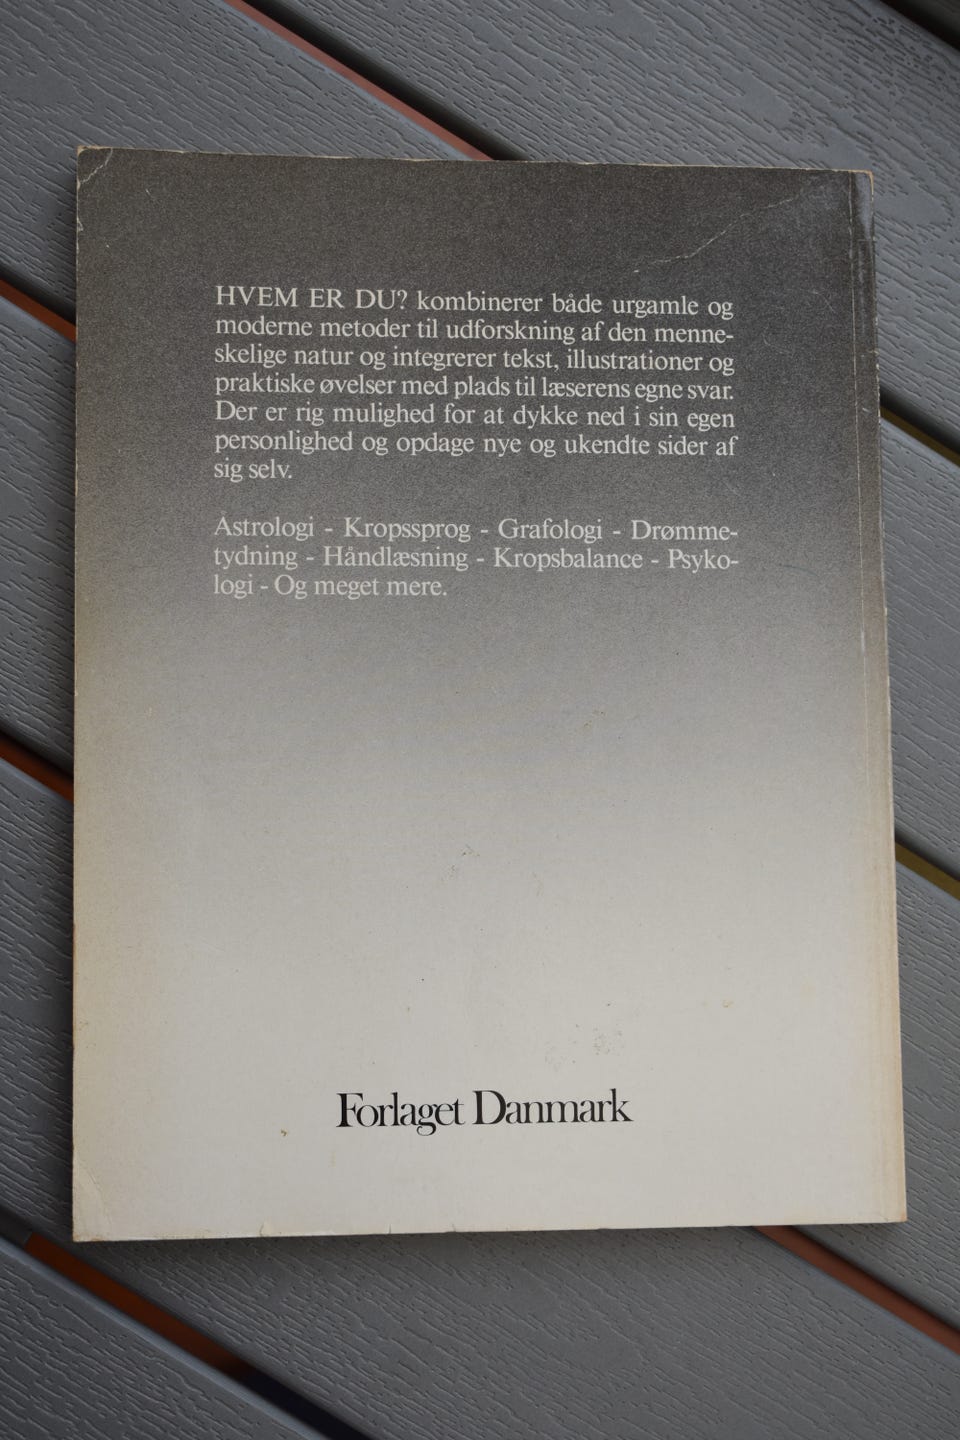 HVEM ER DU? kombinerer både urgamle og
moderne metoder til udforskning af den menne-
skelige natur og integrerer tekst, illustrationer og
praktiske øvelser med plads til læserens egne svar.
Der er rig mulighed for at dykke ned i sin egen
personlighed og opdage nye og ukendte sider af
sig selv.
Astrologi - Kropssprog - Grafologi - Drømme-
tydning - Håndlæsning - Kropsbalance - Psyko-
logi - Og meget mere.
Forlaget Danmark